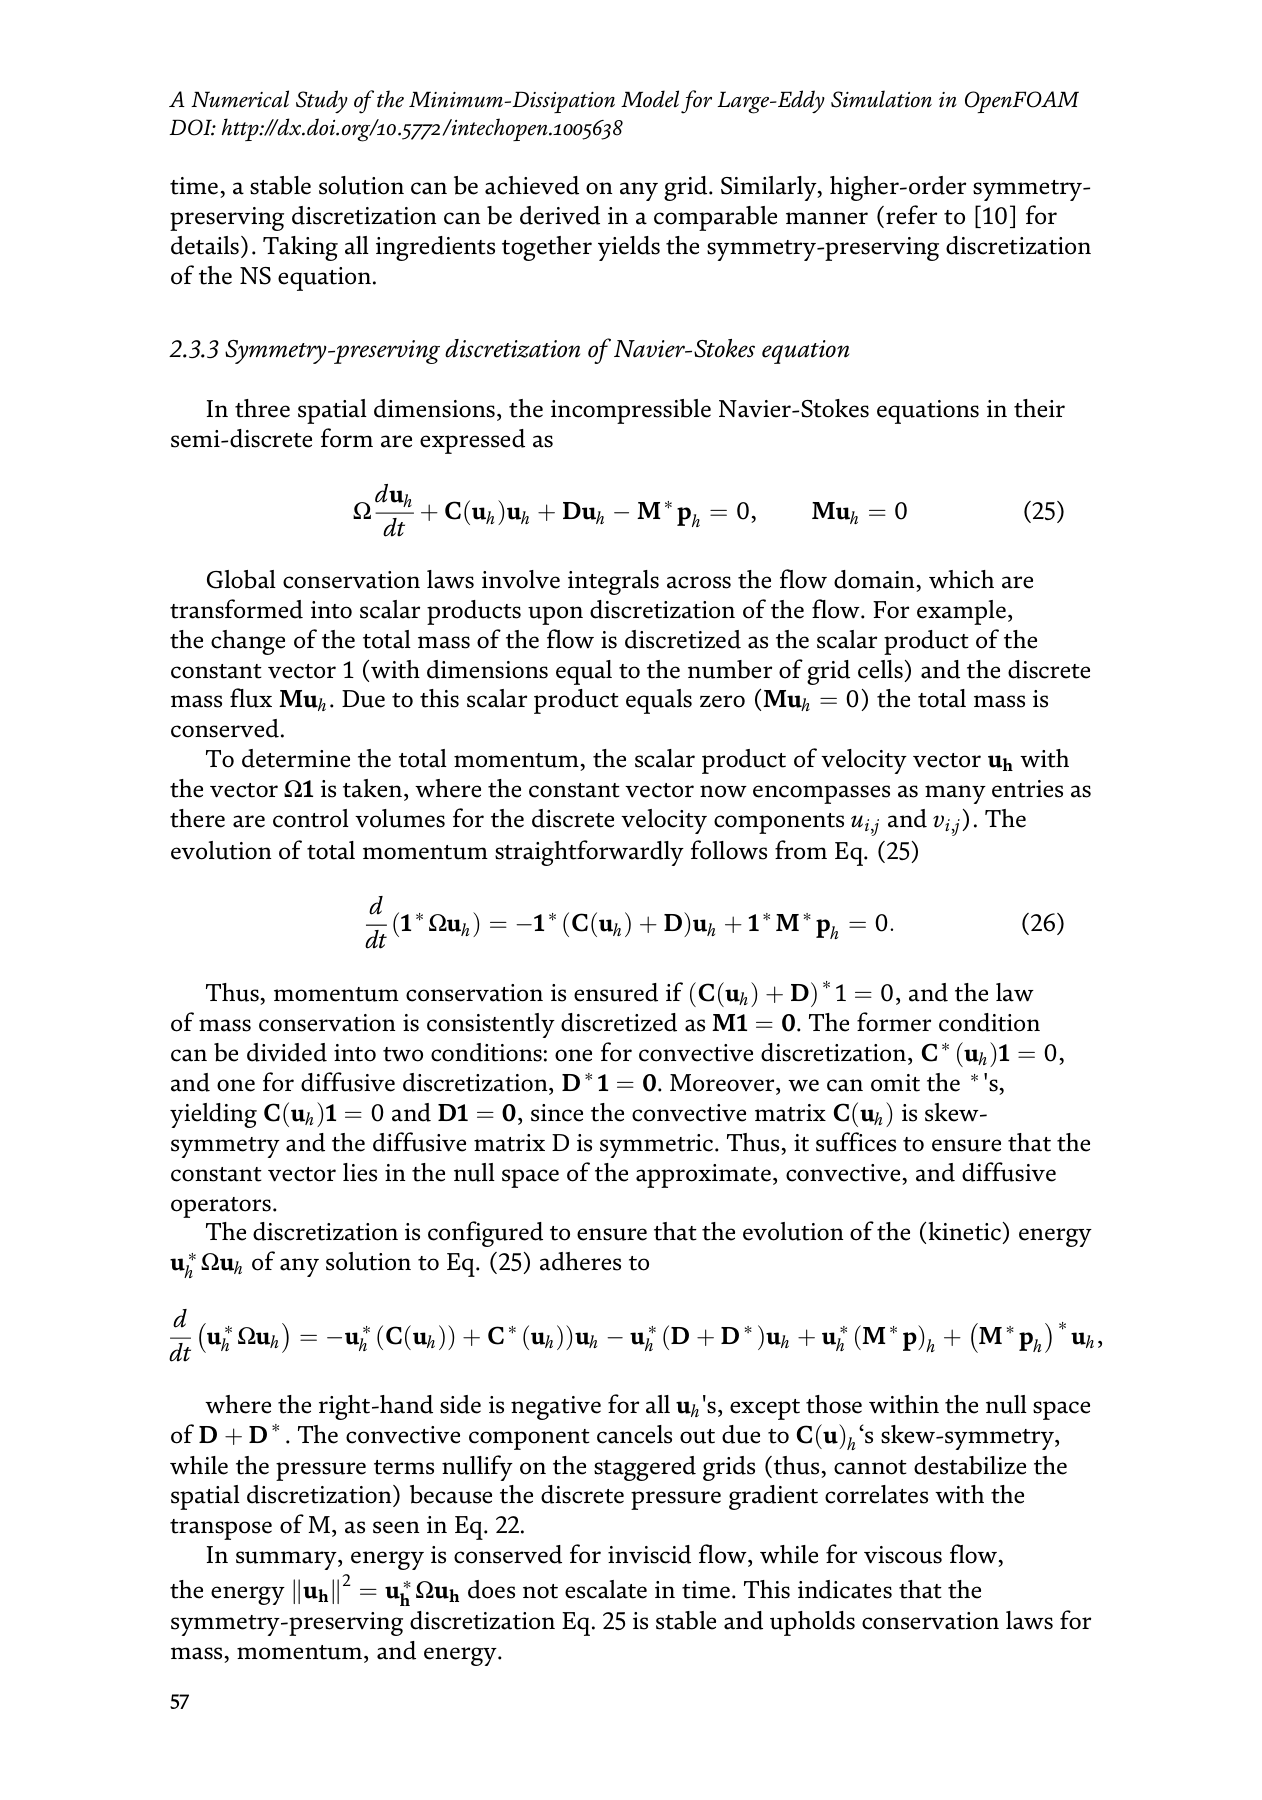 A Numerical Study of the Minimum-Dissipation Model for Large-Eddy Simulation in OpenFOAM
DOI: http://dx.doi.org/10.5772/intechopen.1005638
time, a stable solution can be achieved on any grid. Similarly, higher-order symmetry-
preserving discretization can be derived in a comparable manner (refer to [10] for
details). Taking all ingredients together yields the symmetry-preserving discretization
of the NS equation.
2.3.3 Symmetry-preserving discretization of Navier-Stokes equation
In three spatial dimensions, the incompressible Navier-Stokes equations in their
semi-discrete form are expressed as
$$\Omega \frac{d\mathbf{u}_h}{dt} + \mathbf{C}(\mathbf{u}_h)\mathbf{u}_h + \mathbf{D}\mathbf{u}_h - \mathbf{M}^*\mathbf{p}_h = 0, \quad \mathbf{M}\mathbf{u}_h = 0 \quad (25)$$
Global conservation laws involve integrals across the flow domain, which are
transformed into scalar products upon discretization of the flow. For example,
the change of the total mass of the flow is discretized as the scalar product of the
constant vector 1 (with dimensions equal to the number of grid cells) and the discrete
mass flux $\mathbf{M}\mathbf{u}_h$. Due to this scalar product equals zero ($\mathbf{M}\mathbf{u}_h = 0$) the total mass is
conserved.
To determine the total momentum, the scalar product of velocity vector $\mathbf{u_h}$ with
the vector $\Omega\mathbf{1}$ is taken, where the constant vector now encompasses as many entries as
there are control volumes for the discrete velocity components $u_{i,j}$ and $v_{i,j}$). The
evolution of total momentum straightforwardly follows from Eq. (25)
$$\frac{d}{dt}(\mathbf{1}^*\Omega\mathbf{u}_h) = -\mathbf{1}^*(\mathbf{C}(\mathbf{u}_h) + \mathbf{D})\mathbf{u}_h + \mathbf{1}^*\mathbf{M}^*\mathbf{p}_h = 0. \quad (26)$$
Thus, momentum conservation is ensured if $(\mathbf{C}(\mathbf{u}_h) + \mathbf{D})^*1 = 0$, and the law
of mass conservation is consistently discretized as $\mathbf{M1} = \mathbf{0}$. The former condition
can be divided into two conditions: one for convective discretization, $\mathbf{C}^*(\mathbf{u}_h)\mathbf{1} = 0$,
and one for diffusive discretization, $\mathbf{D}^*\mathbf{1} = \mathbf{0}$. Moreover, we can omit the $^*$'s,
yielding $\mathbf{C}(\mathbf{u}_h)\mathbf{1} = 0$ and $\mathbf{D1} = \mathbf{0}$, since the convective matrix $\mathbf{C}(\mathbf{u}_h)$ is skew-
symmetry and the diffusive matrix D is symmetric. Thus, it suffices to ensure that the
constant vector lies in the null space of the approximate, convective, and diffusive
operators.
The discretization is configured to ensure that the evolution of the (kinetic) energy
$\mathbf{u}_h^*\Omega\mathbf{u}_h$ of any solution to Eq. (25) adheres to
$$\frac{d}{dt}\left(\mathbf{u}_h^*\Omega\mathbf{u}_h\right) = -\mathbf{u}_h^*(\mathbf{C}(\mathbf{u}_h)) + \mathbf{C}^*(\mathbf{u}_h))\mathbf{u}_h - \mathbf{u}_h^*(\mathbf{D} + \mathbf{D}^*)\mathbf{u}_h + \mathbf{u}_h^*(\mathbf{M}^*\mathbf{p})_h + \left(\mathbf{M}^*\mathbf{p}_h\right)^*\mathbf{u}_h,$$
where the right-hand side is negative for all $\mathbf{u}_h$'s, except those within the null space
of $\mathbf{D} + \mathbf{D}^*$. The convective component cancels out due to $\mathbf{C}(\mathbf{u})_h$‘s skew-symmetry,
while the pressure terms nullify on the staggered grids (thus, cannot destabilize the
spatial discretization) because the discrete pressure gradient correlates with the
transpose of M, as seen in Eq. 22.
In summary, energy is conserved for inviscid flow, while for viscous flow,
the energy $\|\mathbf{u_h}\|^2 = \mathbf{u_h^*}\Omega\mathbf{u_h}$ does not escalate in time. This indicates that the
symmetry-preserving discretization Eq. 25 is stable and upholds conservation laws for
mass, momentum, and energy.
57